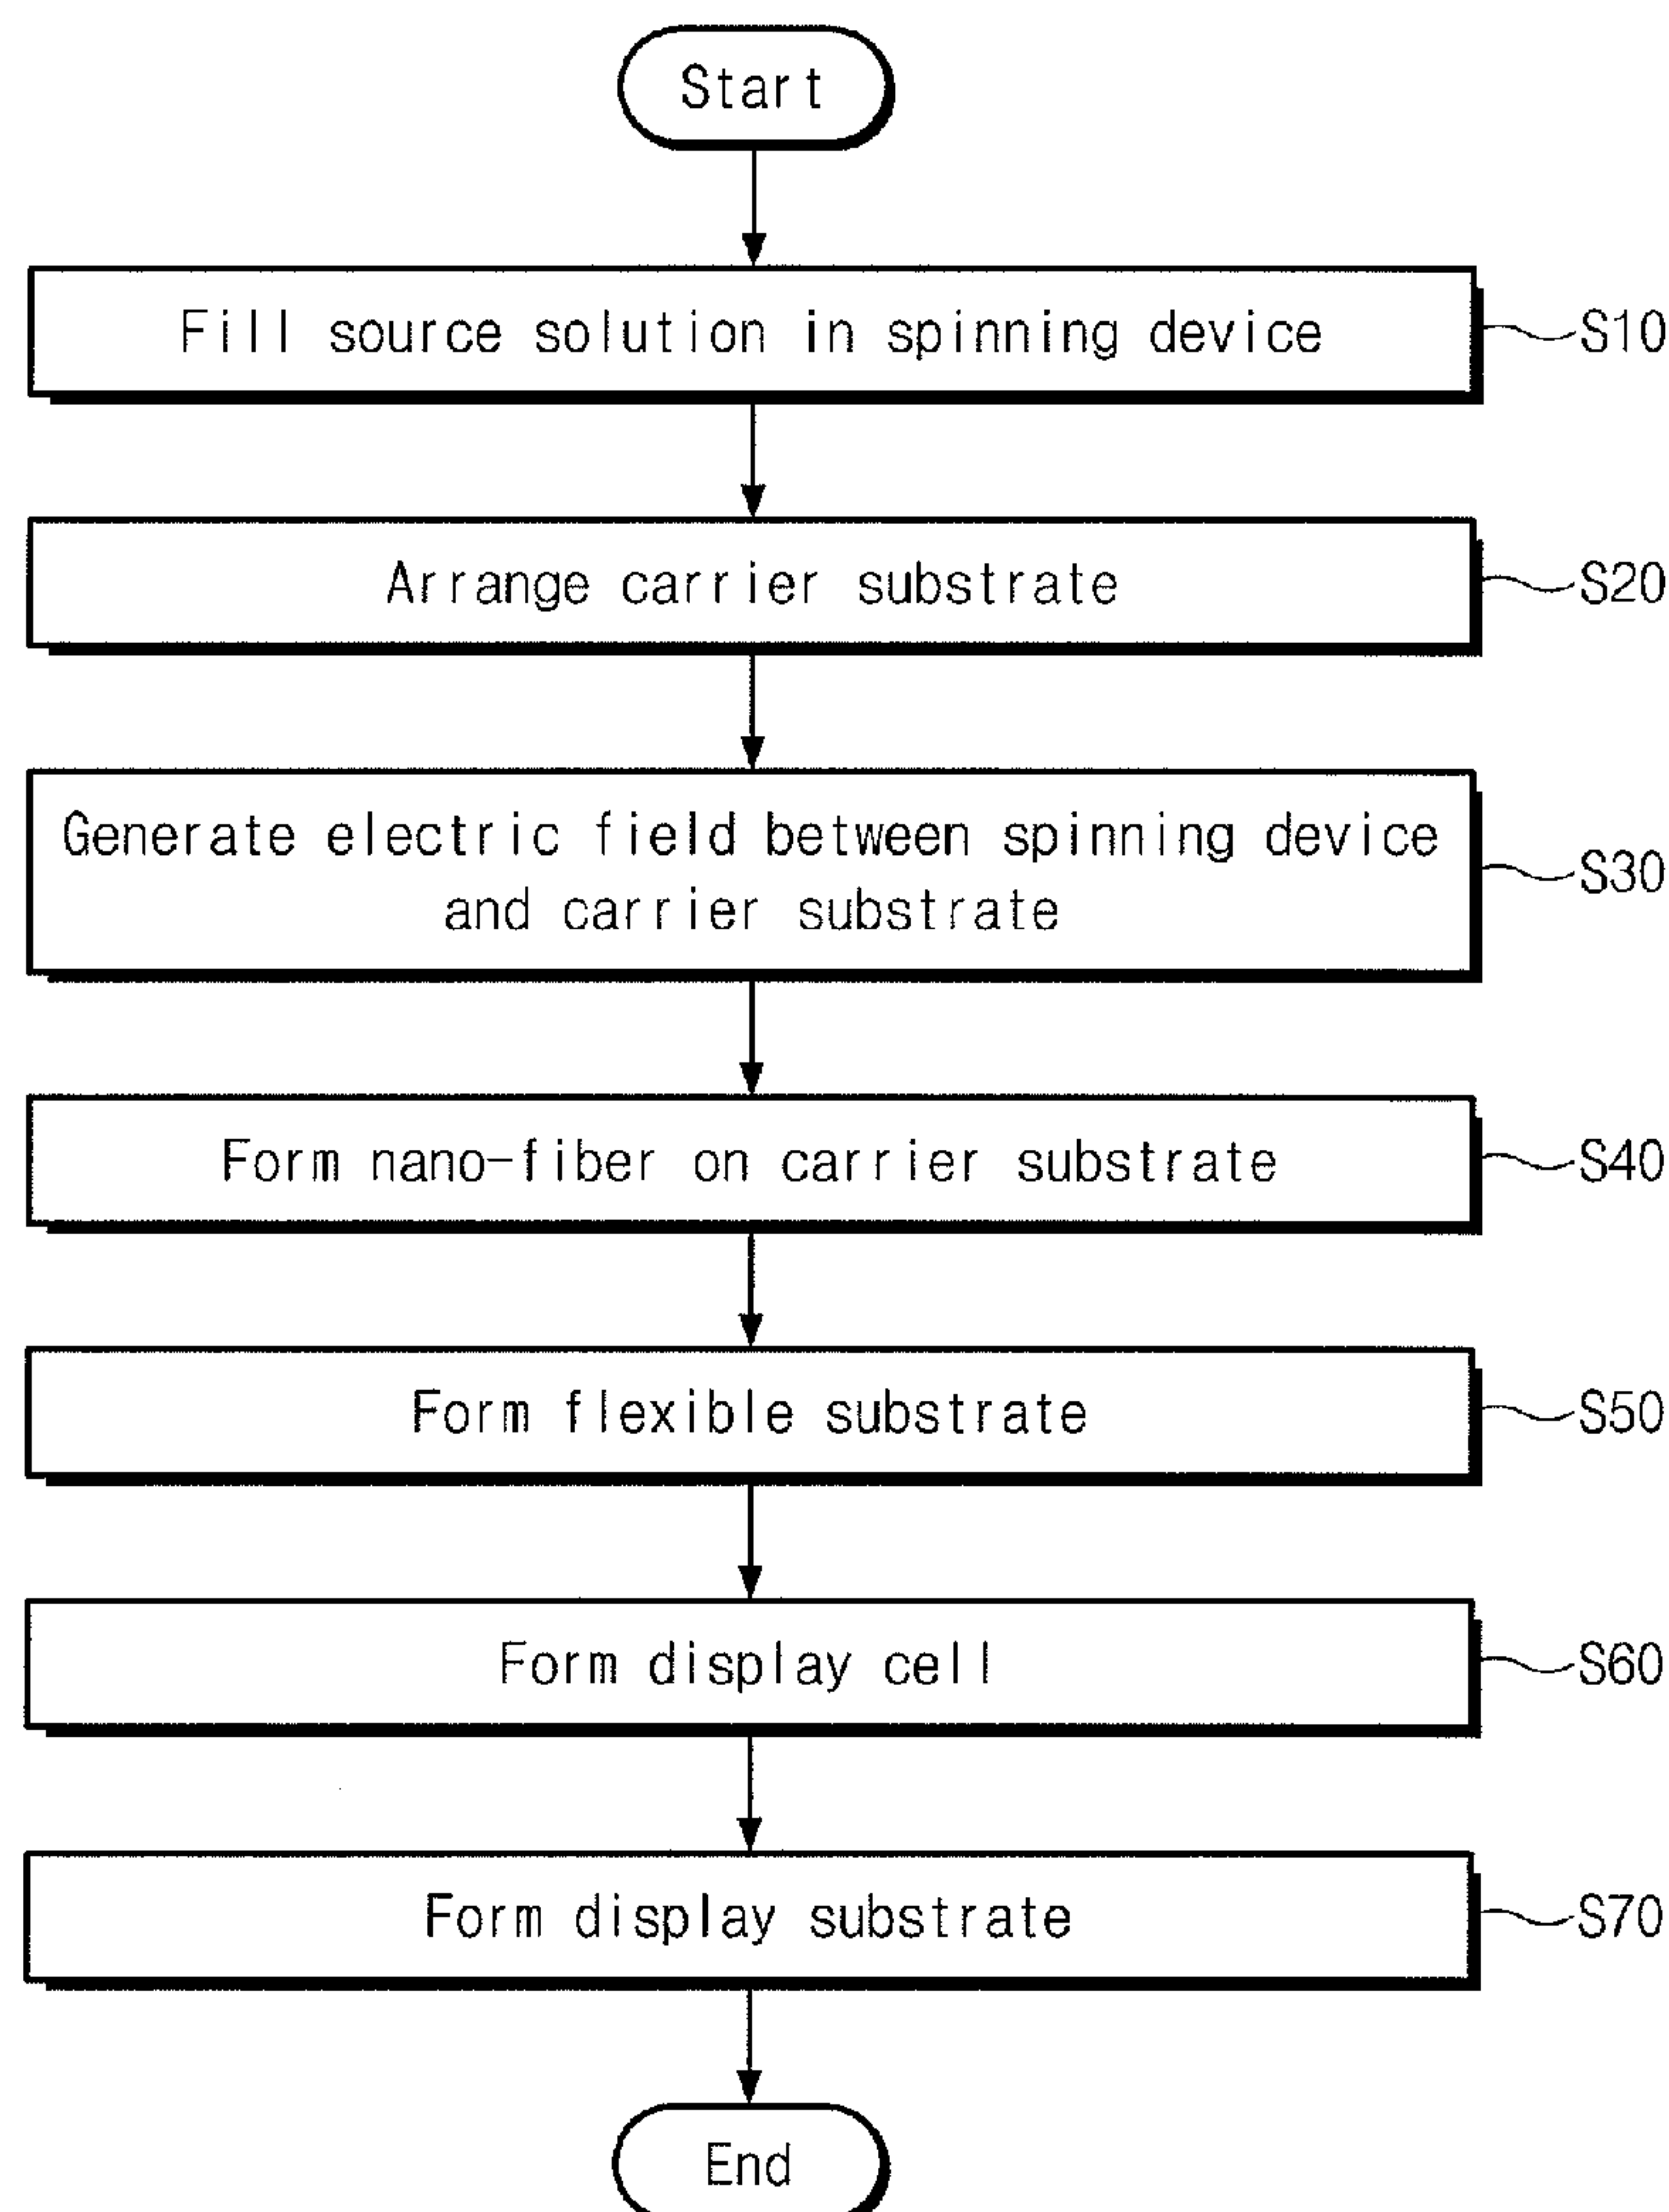 Start
Fill source solution in spinning device
S10
Arrange carrier substrate
S20
Generate electric field between spinning device
and carrier substrate
S30
Form nano-fiber on carrier substrate
S40
Form flexible substrate
S50
Form display cell
S60
Form display substrate
S70
End